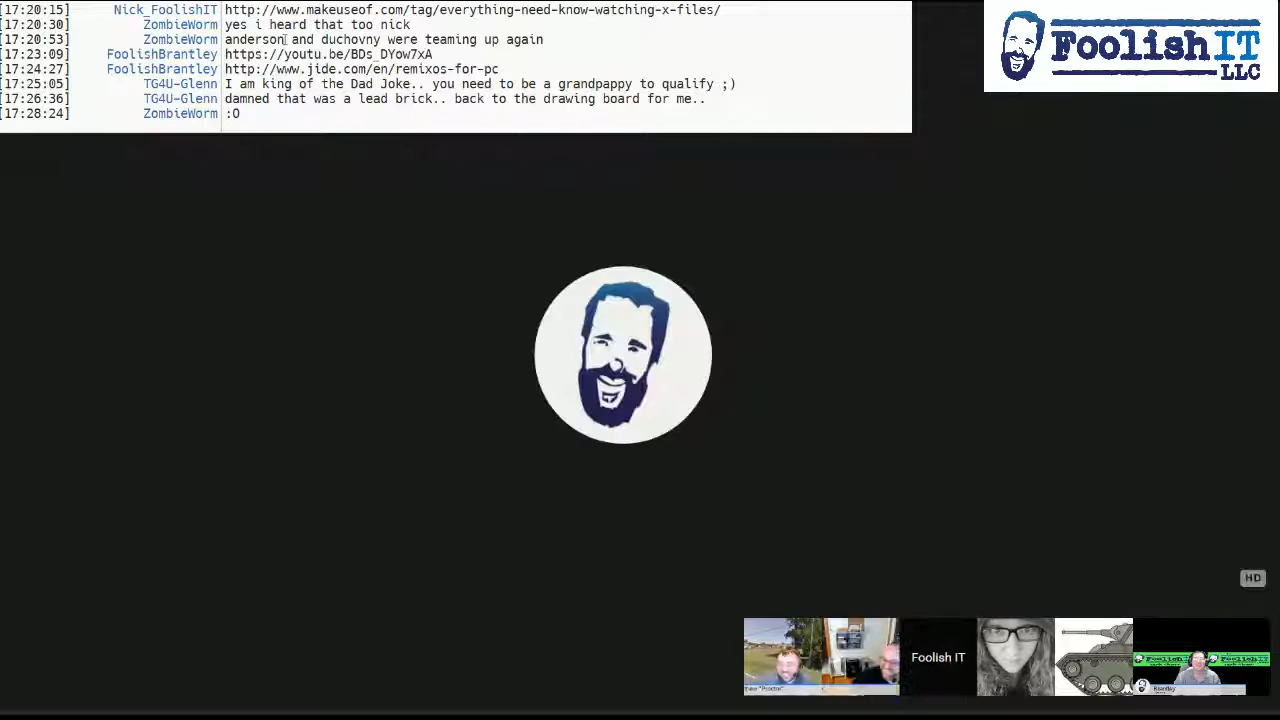 [17:20:15] Nick_FoolishIT http://www.makeuseof.com/tag/everything-need-know-watching-x-files/
[17:20:30] ZombieWorm yes i heard that too nick
[17:20:53] ZombieWorm anderson and duchovny were teaming up again
[17:23:09] FoolishBrantley https://youtu.be/BDs_DYow7xA
[17:24:27] FoolishBrantley http://www.jide.com/en/remixos-for-pc
[17:25:05] TG4U-Glenn I am king of the Dad Joke.. you need to be a grandpappy to qualify ;)
[17:26:36] TG4U-Glenn damned that was a lead brick.. back to the drawing board for me..
[17:28:24] ZombieWorm :O
FoolishIT
LLC
HD
Foolish IT
Brantley